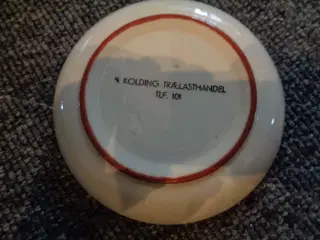 N. KOLDING TRÆLASTHANDEL
TLF. 101